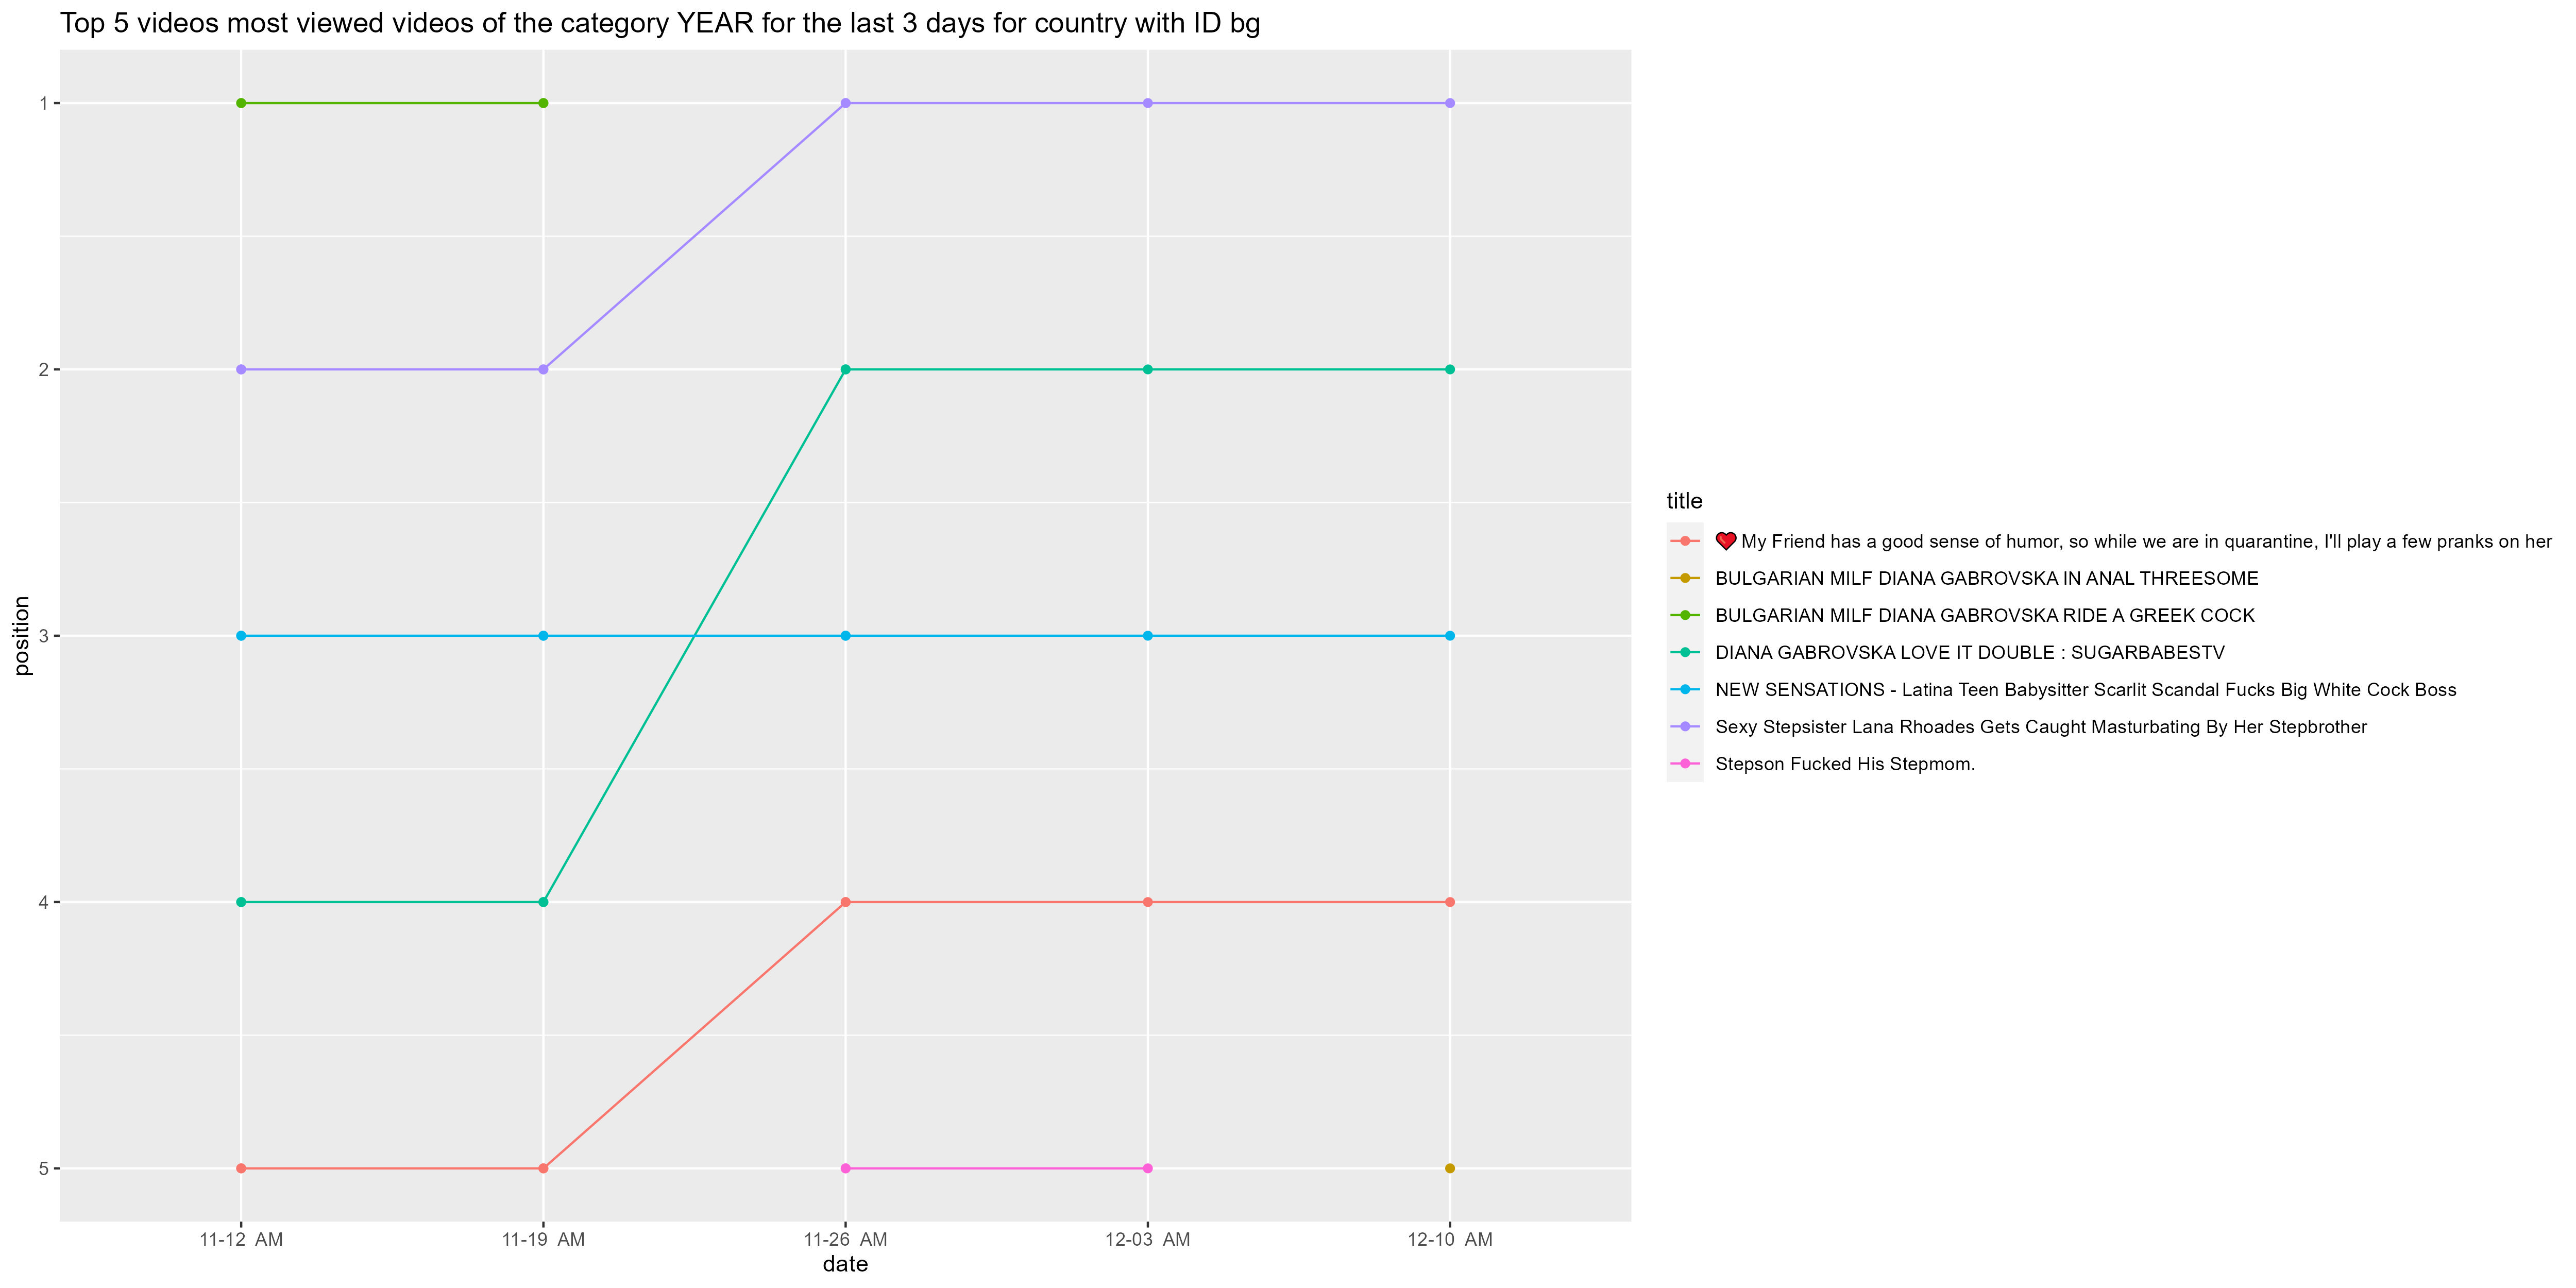 Top 5 videos most viewed videos of the category YEAR for the last 3 days for country with ID bg
position
1
2
3
4
5
11-12 AM
11-19 AM
11-26 AM
12-03 AM
12-10 AM
date
title
❤️ My Friend has a good sense of humor, so while we are in quarantine, I'll play a few pranks on her
BULGARIAN MILF DIANA GABROVSKA IN ANAL THREESOME
BULGARIAN MILF DIANA GABROVSKA RIDE A GREEK COCK
DIANA GABROVSKA LOVE IT DOUBLE : SUGARBABESTV
NEW SENSATIONS - Latina Teen Babysitter Scarlit Scandal Fucks Big White Cock Boss
Sexy Stepsister Lana Rhoades Gets Caught Masturbating By Her Stepbrother
Stepson Fucked His Stepmom.